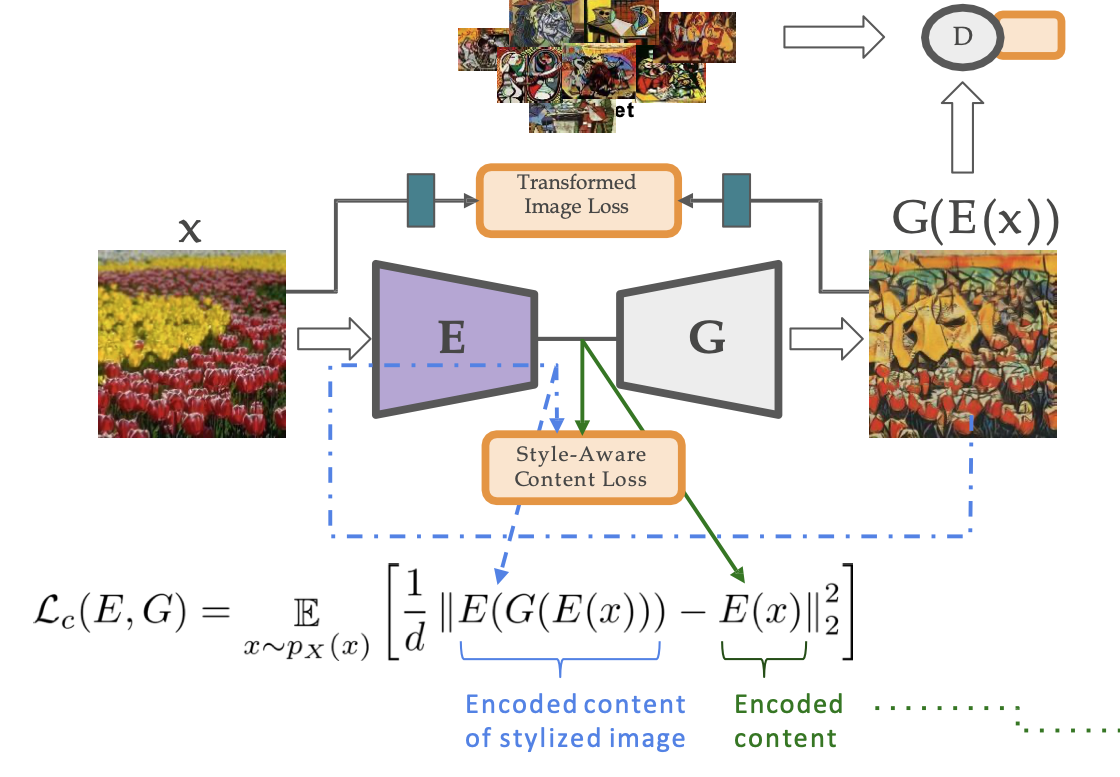 D
et
Transformed
Image Loss
x
G(E(x))
E
G
Style-Aware
Content Loss
$\mathcal{L}_c(E, G) = \underset{x \sim p_X(x)}{\mathbb{E}} \left[ \frac{1}{d} \| E(G(E(x))) - E(x) \|_2^2 \right]$
Encoded content
of stylized image
Encoded
content